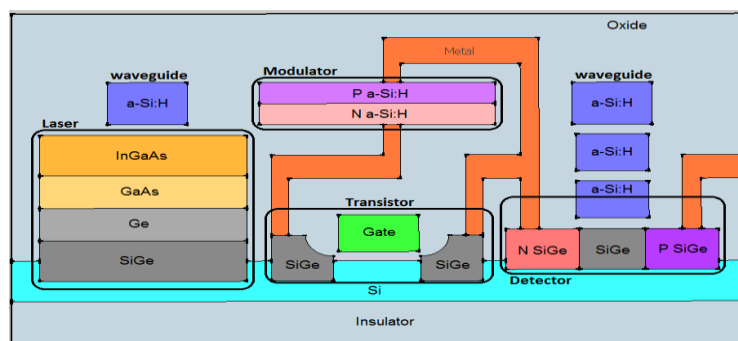 Oxide
Metal
waveguide
a-Si:H
Modulator
P a-Si:H
N a-Si:H
waveguide
a-Si:H
a-Si:H
a-Si:H
Laser
InGaAs
GaAs
Ge
SiGe
Transistor
Gate
SiGe
SiGe
Si
N SiGe
SiGe
P SiGe
Detector
Insulator